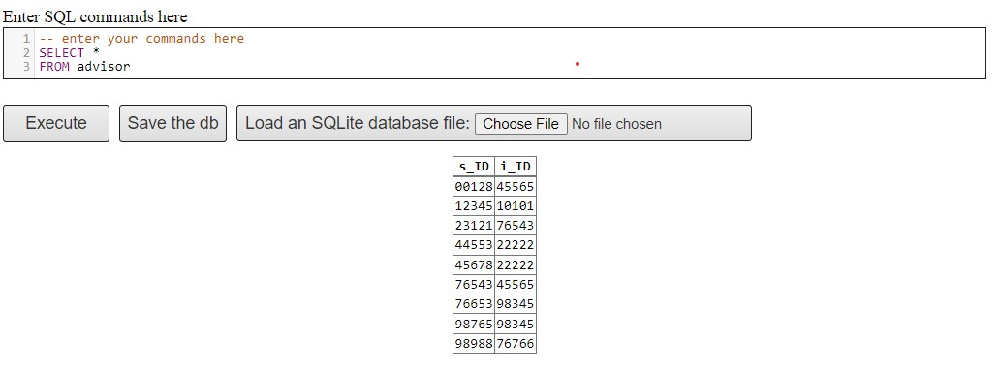 Enter SQL commands here
1 -- enter your commands here
2 SELECT *
3 FROM advisor
Execute Save the db Load an SQLite database file: Choose File No file chosen
s_ID i_ID
00128 45565
12345 10101
23121 76543
44553 22222
45678 22222
76543 45565
76653 98345
98765 98345
98988 76766